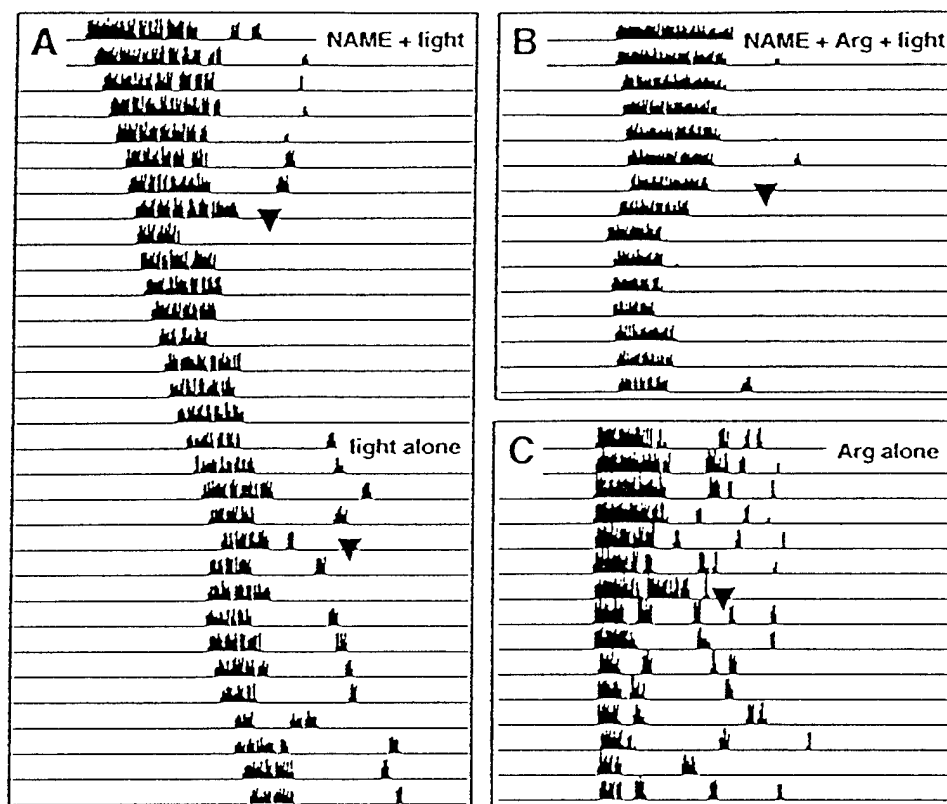 A
NAME + light
light alone
B
NAME + Arg + light
C
Arg alone